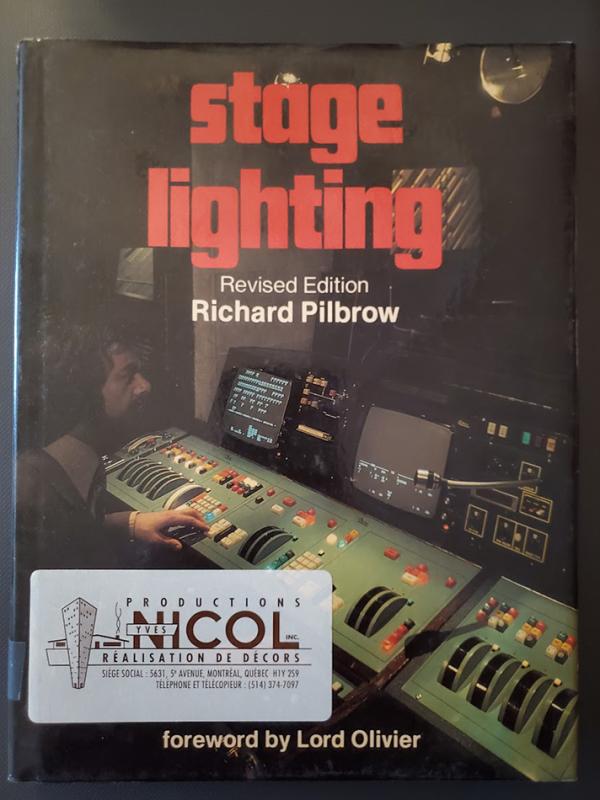 stage
lighting
Revised Edition
Richard Pilbrow
PRODUCTIONS
YVES NICOL INC.
RÉALISATION DE DÉCORS
SIÈGE SOCIAL : 5631, 5e AVENUE, MONTRÉAL, QUÉBEC H1Y 2S9
TÉLÉPHONE ET TÉLÉCOPIEUR : (514) 374-7097
foreword by Lord Olivier